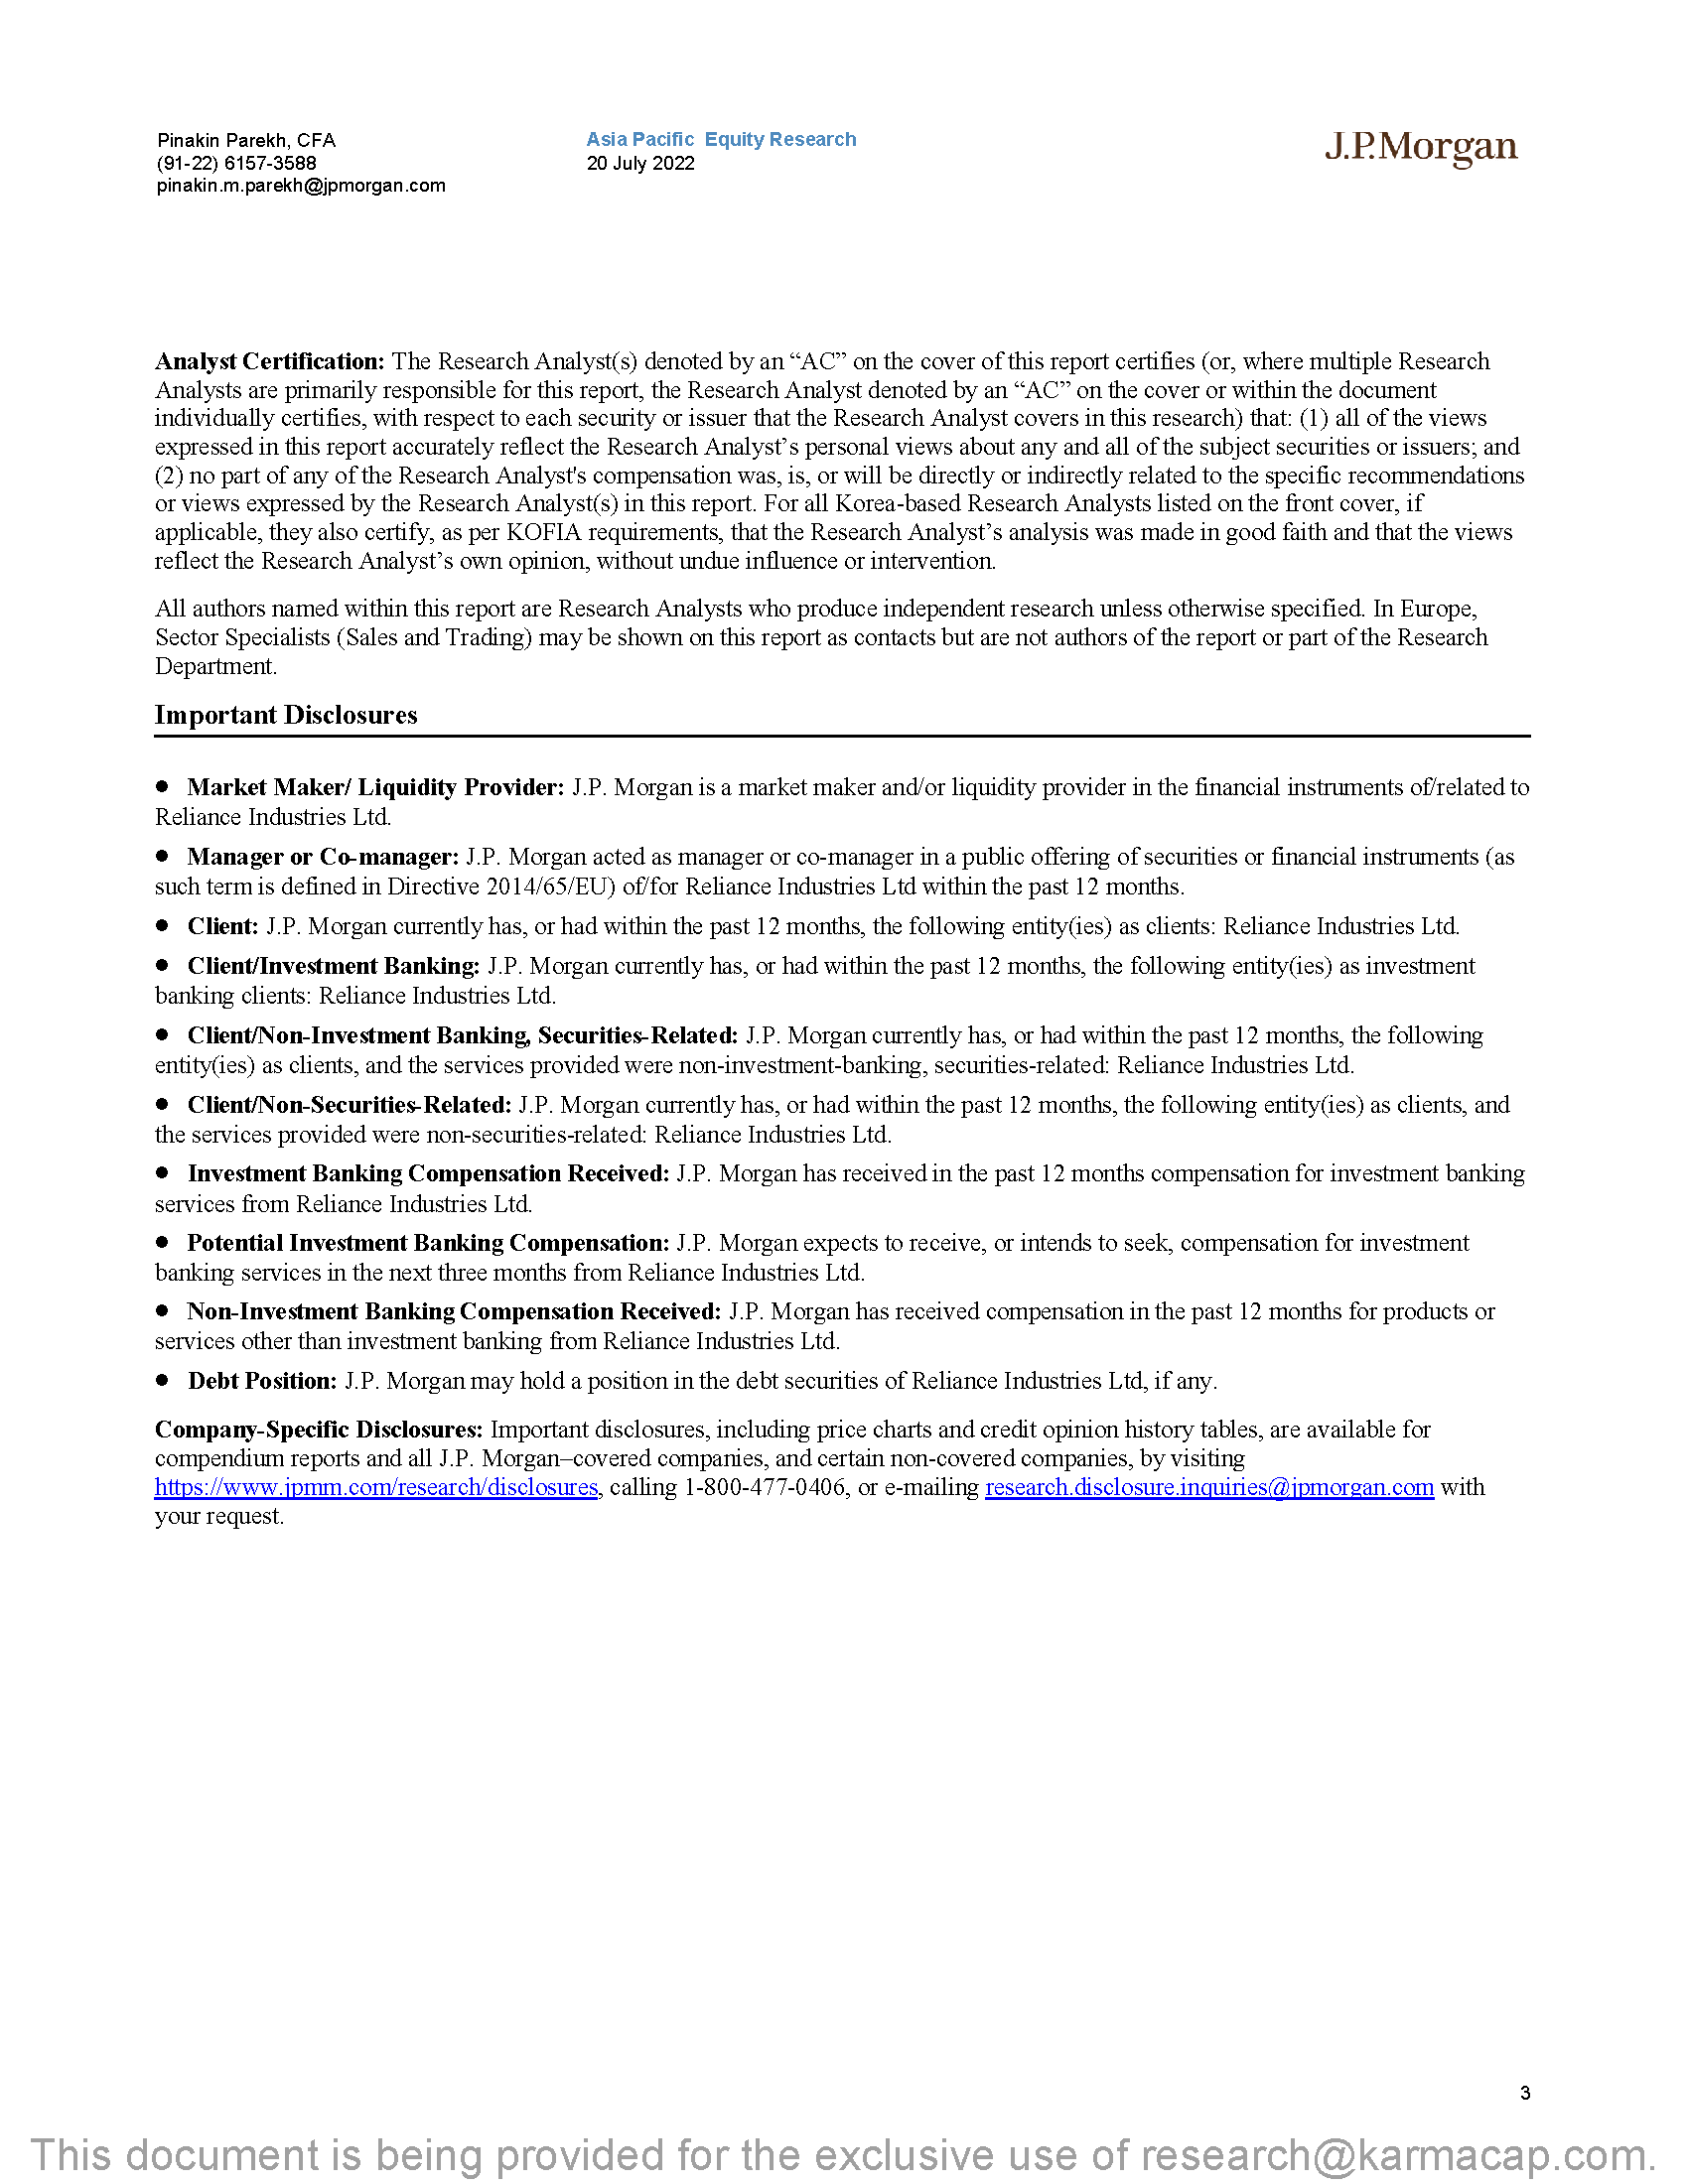 Pinakin Parekh, CFA
(91-22) 6157-3588
pinakin.m.parekh@jpmorgan.com
Asia Pacific Equity Research
20 July 2022
J.P.Morgan
Analyst Certification: The Research Analyst(s) denoted by an “AC” on the cover of this report certifies (or, where multiple Research
Analysts are primarily responsible for this report, the Research Analyst denoted by an “AC” on the cover or within the document
individually certifies, with respect to each security or issuer that the Research Analyst covers in this research) that: (1) all of the views
expressed in this report accurately reflect the Research Analyst’s personal views about any and all of the subject securities or issuers; and
(2) no part of any of the Research Analyst's compensation was, is, or will be directly or indirectly related to the specific recommendations
or views expressed by the Research Analyst(s) in this report. For all Korea-based Research Analysts listed on the front cover, if
applicable, they also certify, as per KOFIA requirements, that the Research Analyst’s analysis was made in good faith and that the views
reflect the Research Analyst’s own opinion, without undue influence or intervention.
All authors named within this report are Research Analysts who produce independent research unless otherwise specified. In Europe,
Sector Specialists (Sales and Trading) may be shown on this report as contacts but are not authors of the report or part of the Research
Department.
Important Disclosures
● Market Maker/ Liquidity Provider: J.P. Morgan is a market maker and/or liquidity provider in the financial instruments of/related to
Reliance Industries Ltd.
● Manager or Co-manager: J.P. Morgan acted as manager or co-manager in a public offering of securities or financial instruments (as
such term is defined in Directive 2014/65/EU) of/for Reliance Industries Ltd within the past 12 months.
● Client: J.P. Morgan currently has, or had within the past 12 months, the following entity(ies) as clients: Reliance Industries Ltd.
● Client/Investment Banking: J.P. Morgan currently has, or had within the past 12 months, the following entity(ies) as investment
banking clients: Reliance Industries Ltd.
● Client/Non-Investment Banking, Securities-Related: J.P. Morgan currently has, or had within the past 12 months, the following
entity(ies) as clients, and the services provided were non-investment-banking, securities-related: Reliance Industries Ltd.
● Client/Non-Securities-Related: J.P. Morgan currently has, or had within the past 12 months, the following entity(ies) as clients, and
the services provided were non-securities-related: Reliance Industries Ltd.
● Investment Banking Compensation Received: J.P. Morgan has received in the past 12 months compensation for investment banking
services from Reliance Industries Ltd.
● Potential Investment Banking Compensation: J.P. Morgan expects to receive, or intends to seek, compensation for investment
banking services in the next three months from Reliance Industries Ltd.
● Non-Investment Banking Compensation Received: J.P. Morgan has received compensation in the past 12 months for products or
services other than investment banking from Reliance Industries Ltd.
● Debt Position: J.P. Morgan may hold a position in the debt securities of Reliance Industries Ltd, if any.
Company-Specific Disclosures: Important disclosures, including price charts and credit opinion history tables, are available for
compendium reports and all J.P. Morgan–covered companies, and certain non-covered companies, by visiting
https://www.jpmm.com/research/disclosures, calling 1-800-477-0406, or e-mailing research.disclosure.inquiries@jpmorgan.com with
your request.
3
This document is being provided for the exclusive use of research@karmacap.com.